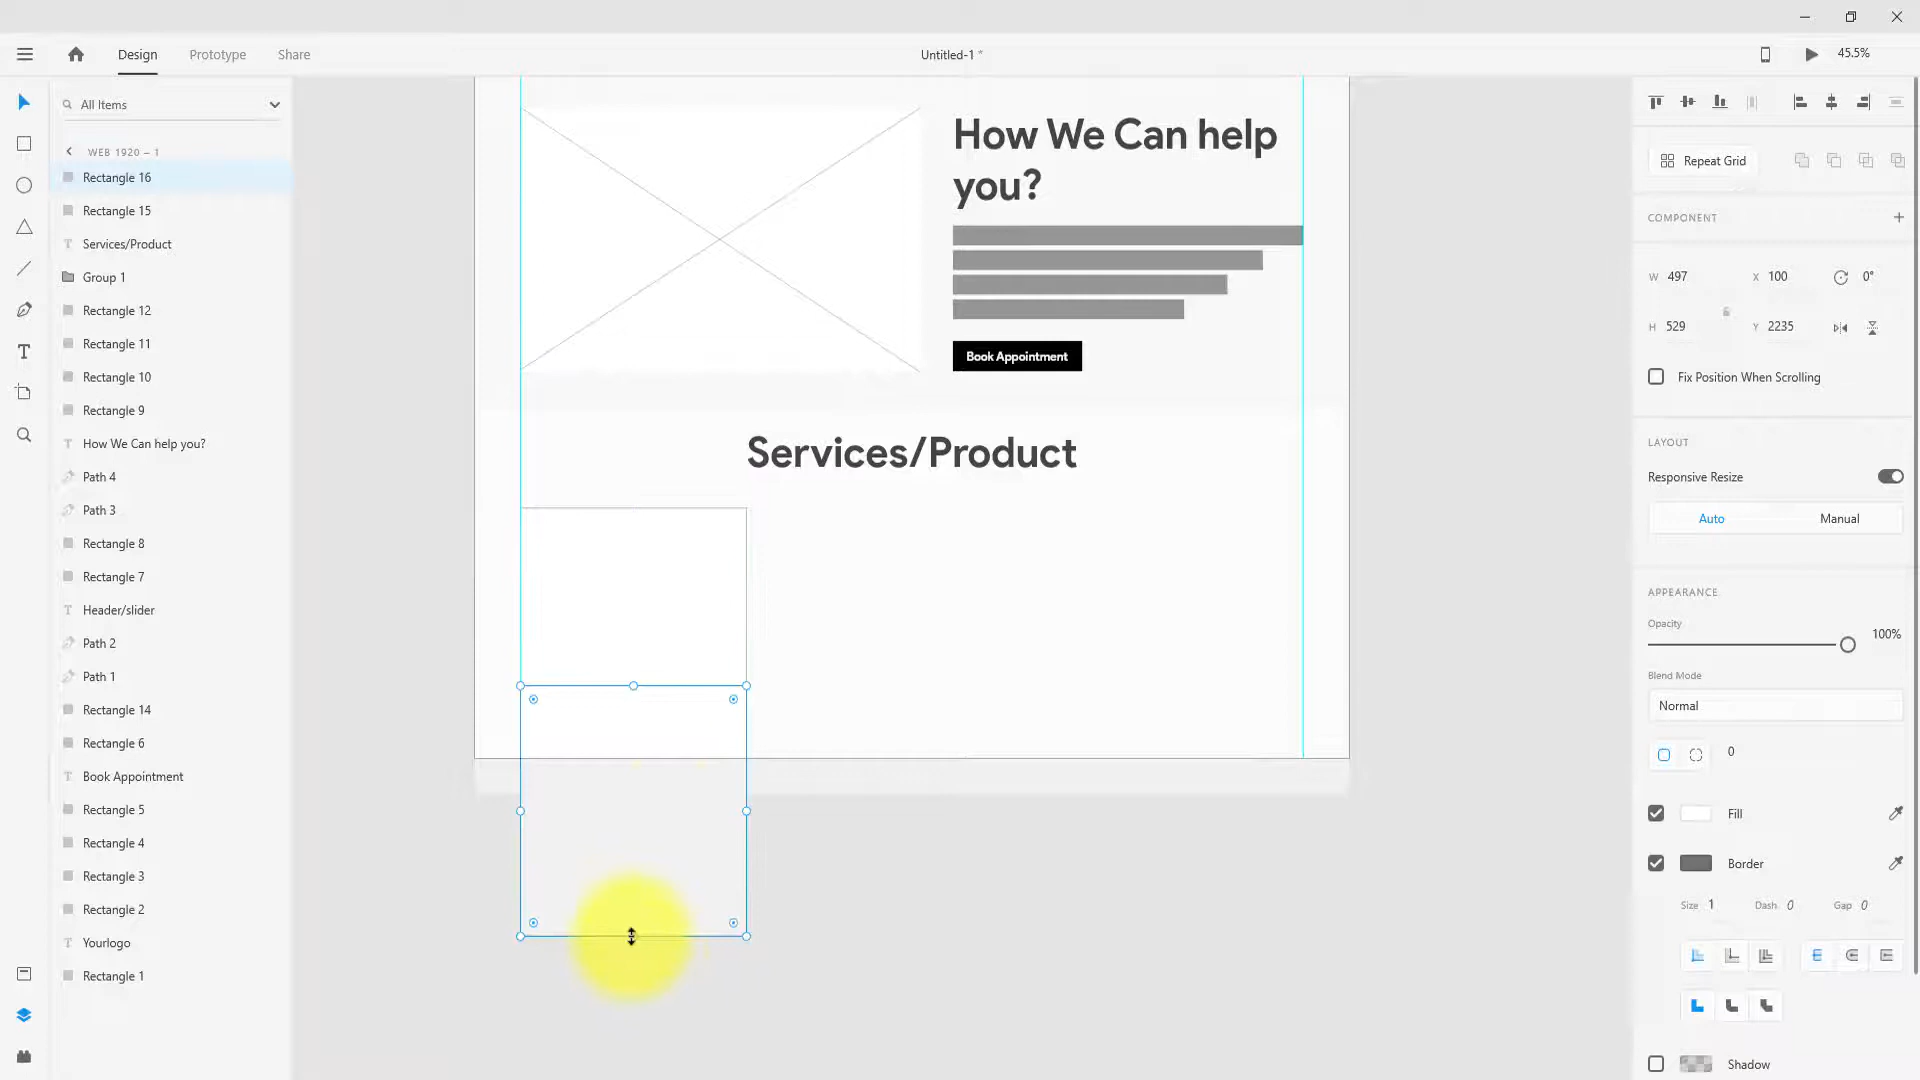 Design
Prototype
Share
Untitled-1 *
45.5%
All Items
WEB 1920 – 1
Rectangle 16
Rectangle 15
T Services/Product
Group 1
Rectangle 12
Rectangle 11
Rectangle 10
Rectangle 9
T How We Can help you?
Path 4
Path 3
Rectangle 8
Rectangle 7
T Header/slider
Path 2
Path 1
Rectangle 14
Rectangle 6
T Book Appointment
Rectangle 5
Rectangle 4
Rectangle 3
Rectangle 2
T Yourlogo
Rectangle 1
How We Can help
you?
Book Appointment
Services/Product
Repeat Grid
COMPONENT
W 497 X 100 0°
H 529 Y 2235
Fix Position When Scrolling
LAYOUT
Responsive Resize
Auto Manual
APPEARANCE
Opacity
100%
Blend Mode
Normal
0
Fill
Border
Size 1 Dash 0 Gap 0
Shadow